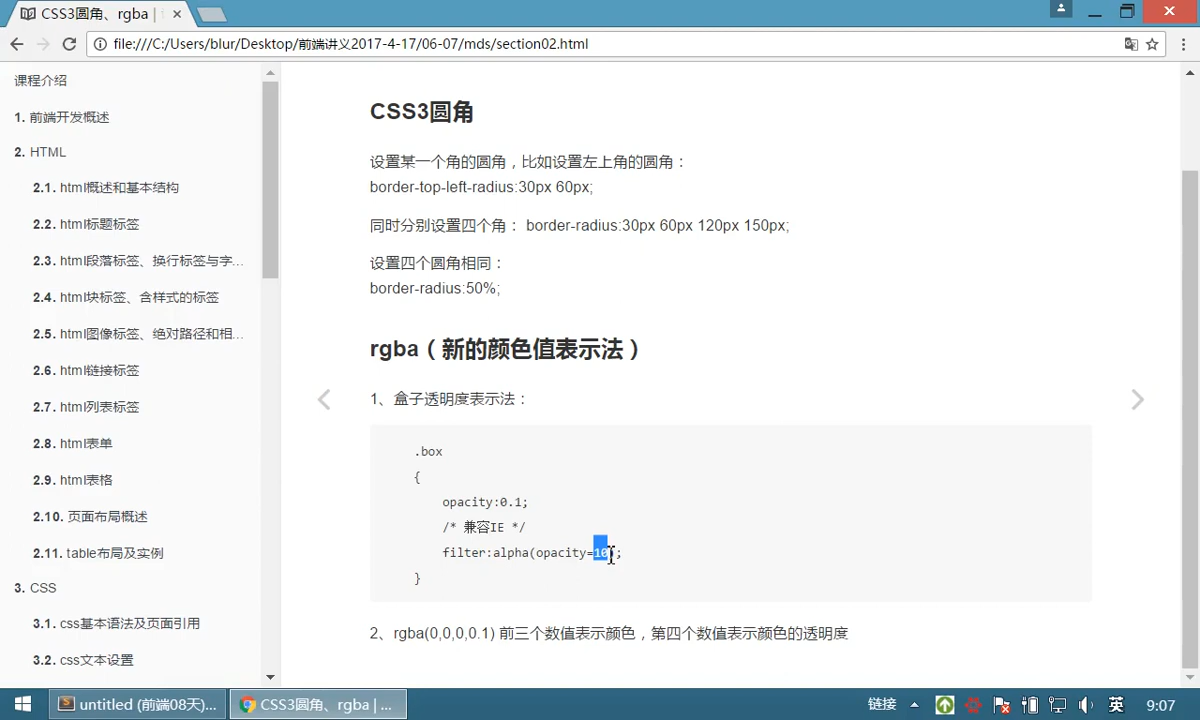 CSS3圆角、rgba |
file:///C:/Users/blur/Desktop/前端讲义2017-4-17/06-07/mds/section02.html
课程介绍
1. 前端开发概述
2. HTML
2.1. html概述和基本结构
2.2. html标题标签
2.3. html段落标签、换行标签与字...
2.4. html块标签、含样式的标签
2.5. html图像标签、绝对路径和相...
2.6. html链接标签
2.7. html列表标签
2.8. html表单
2.9. html表格
2.10. 页面布局概述
2.11. table布局及实例
3. CSS
3.1. css基本语法及页面引用
3.2. css文本设置
CSS3圆角
设置某一个角的圆角，比如设置左上角的圆角：
border-top-left-radius:30px 60px;
同时分别设置四个角： border-radius:30px 60px 120px 150px;
设置四个圆角相同：
border-radius:50%;
rgba（新的颜色值表示法）
1、盒子透明度表示法：
.box
{
opacity:0.1;
/* 兼容IE */
filter:alpha(opacity=10);
}
2、rgba(0,0,0,0.1) 前三个数值表示颜色，第四个数值表示颜色的透明度
untitled (前端08天)...
CSS3圆角、rgba | ...
链接
英
9:07